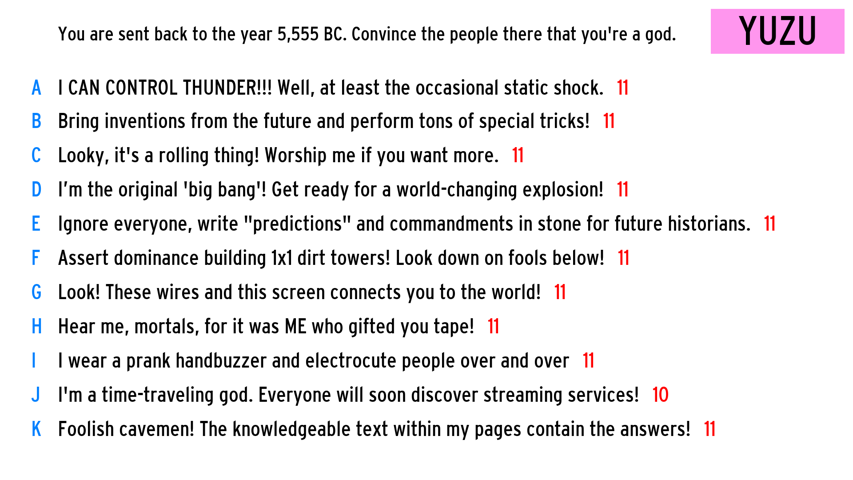 You are sent back to the year 5,555 BC. Convince the people there that you're a god.
YUZU
A I CAN CONTROL THUNDER!!! Well, at least the occasional static shock. 11
B Bring inventions from the future and perform tons of special tricks! 11
C Looky, it's a rolling thing! Worship me if you want more. 11
D I’m the original 'big bang'! Get ready for a world-changing explosion! 11
E Ignore everyone, write "predictions" and commandments in stone for future historians. 11
F Assert dominance building 1x1 dirt towers! Look down on fools below! 11
G Look! These wires and this screen connects you to the world! 11
H Hear me, mortals, for it was ME who gifted you tape! 11
I I wear a prank handbuzzer and electrocute people over and over 11
J I'm a time-traveling god. Everyone will soon discover streaming services! 10
K Foolish cavemen! The knowledgeable text within my pages contain the answers! 11